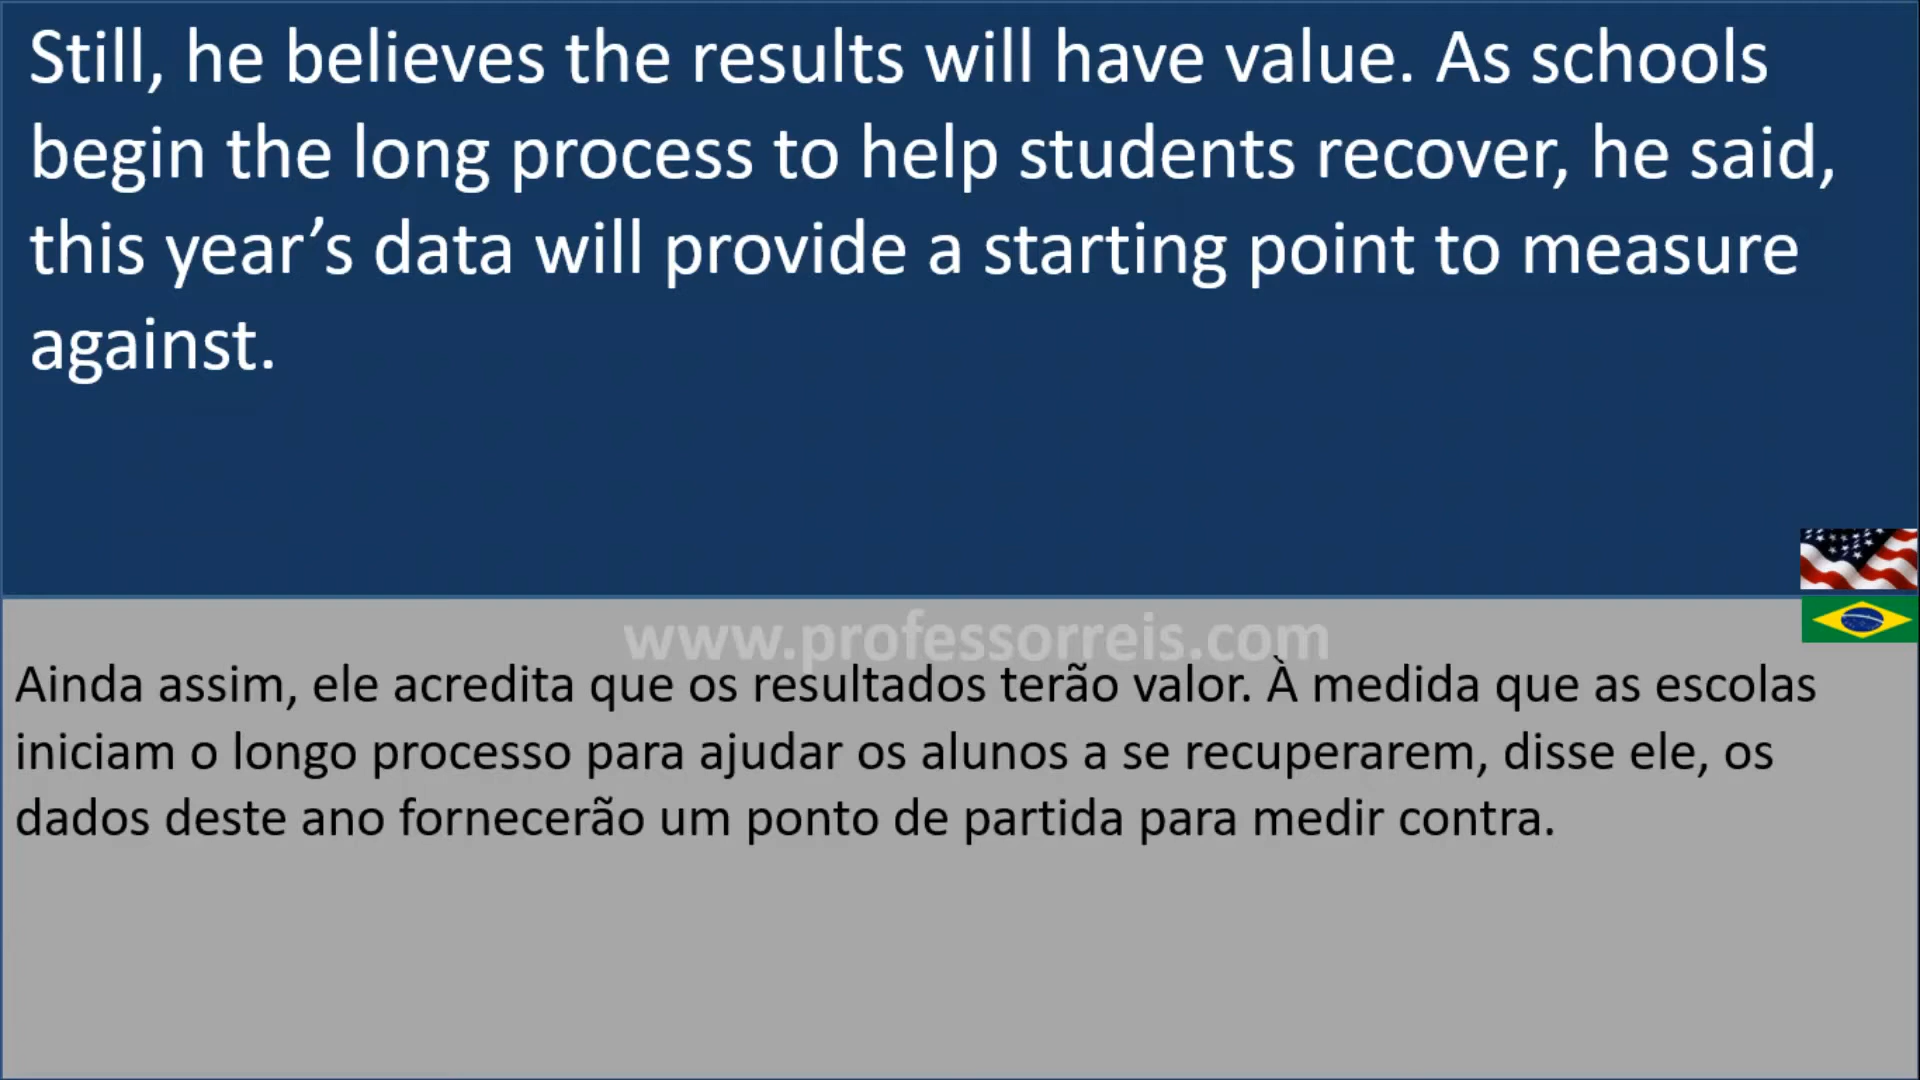 Still, he believes the results will have value. As schools
begin the long process to help students recover, he said,
this year’s data will provide a starting point to measure
against.
www.professorreis.com
Ainda assim, ele acredita que os resultados terão valor. À medida que as escolas
iniciam o longo processo para ajudar os alunos a se recuperarem, disse ele, os
dados deste ano fornecerão um ponto de partida para medir contra.